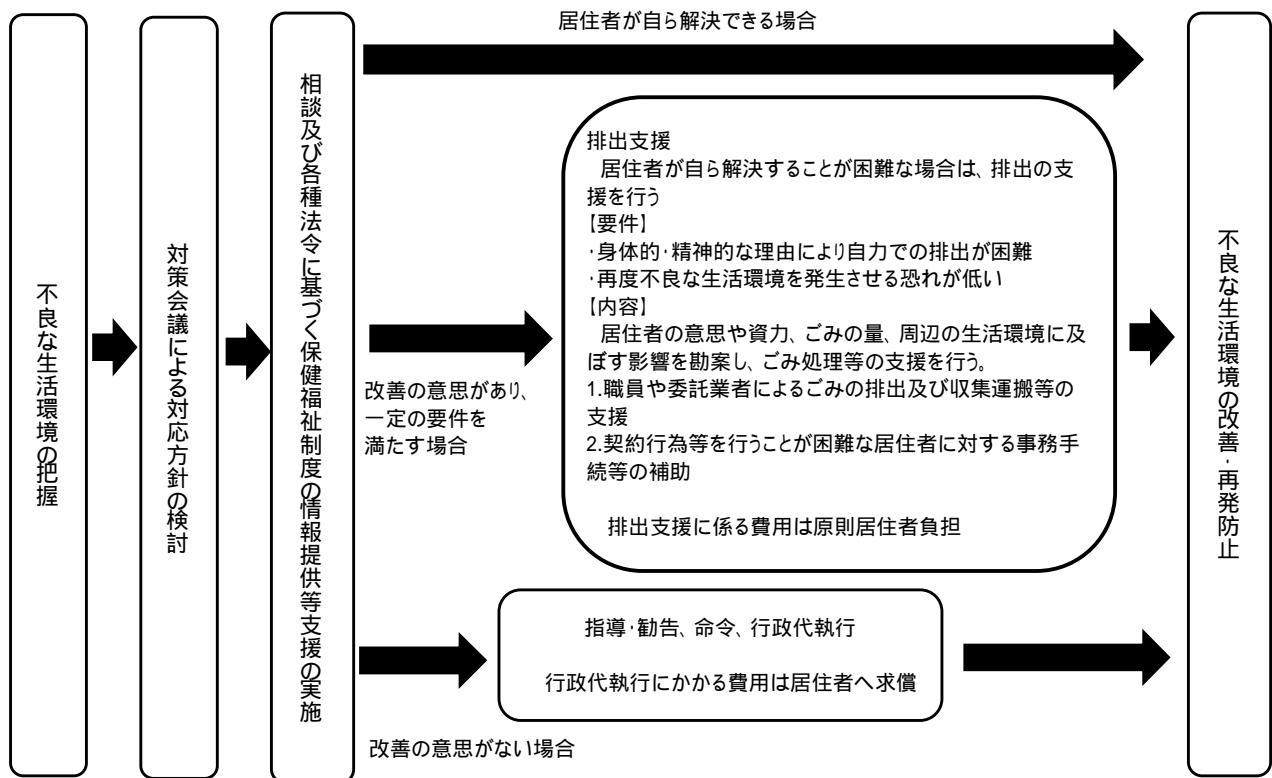 不良な生活環境の把握
対策会議による対応方針の検討
相談及び各種法令に基づく保健福祉制度の情報提供等支援の実施
居住者が自ら解決できる場合
改善の意思があり、
一定の要件を
満たす場合
排出支援
居住者が自ら解決することが困難な場合は、排出の支
援を行う
【要件】
・身体的・精神的な理由により自力での排出が困難
・再度不良な生活環境を発生させる恐れが低い
【内容】
居住者の意思や資力、ごみの量、周辺の生活環境に及
ぼす影響を勘案し、ごみ処理等の支援を行う。
1.職員や委託業者によるごみの排出及び収集運搬等の
支援
2.契約行為等を行うことが困難な居住者に対する事務手
続等の補助
排出支援に係る費用は原則居住者負担
改善の意思がない場合
指導・勧告、命令、行政代執行
行政代執行にかかる費用は居住者へ求償
不良な生活環境の改善・再発防止